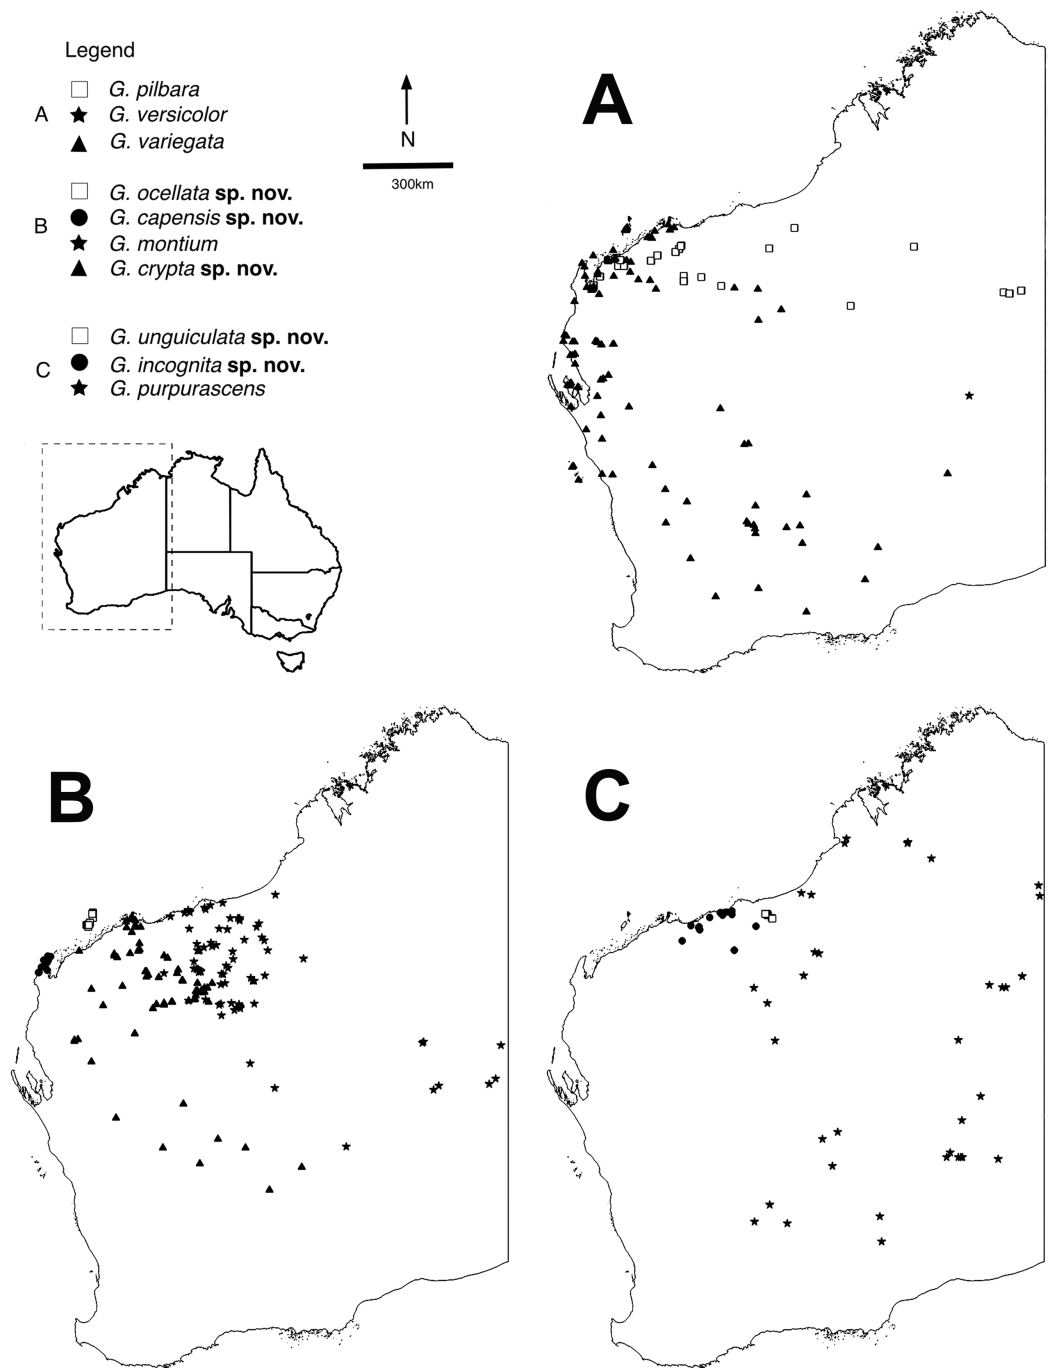 Legend
A
G. pilbara
G. versicolor
G. variegata
B
G. ocellata sp. nov.
G. capensis sp. nov.
G. montium
G. crypta sp. nov.
C
G. unguiculata sp. nov.
G. incognita sp. nov.
G. purpurascens
N
300km
A
B
C